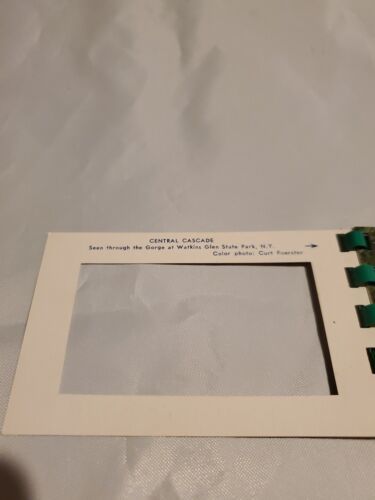 CENTRAL CASCADE
Seen through the Gorge at Watkins Glen State Park, N.Y. →
Color photo: Curt Foerster